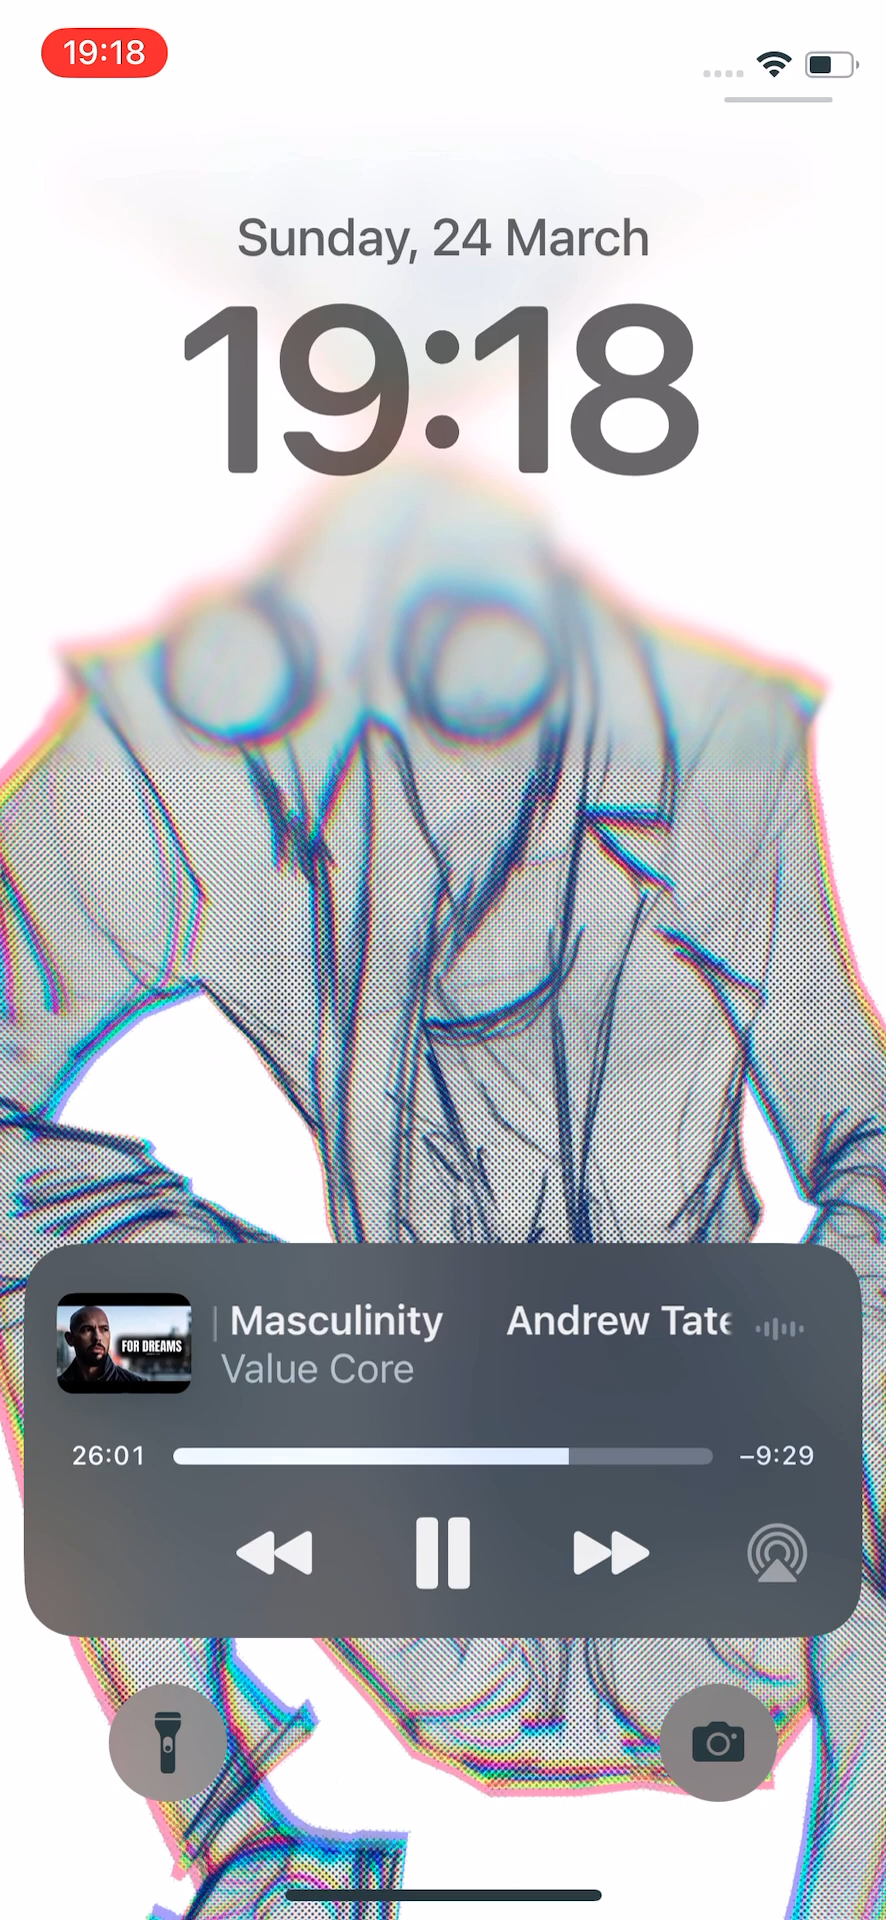 19:18
Sunday, 24 March
19:18
FOR DREAMS
| Masculinity Andrew Tate
Value Core
26:01 –9:29